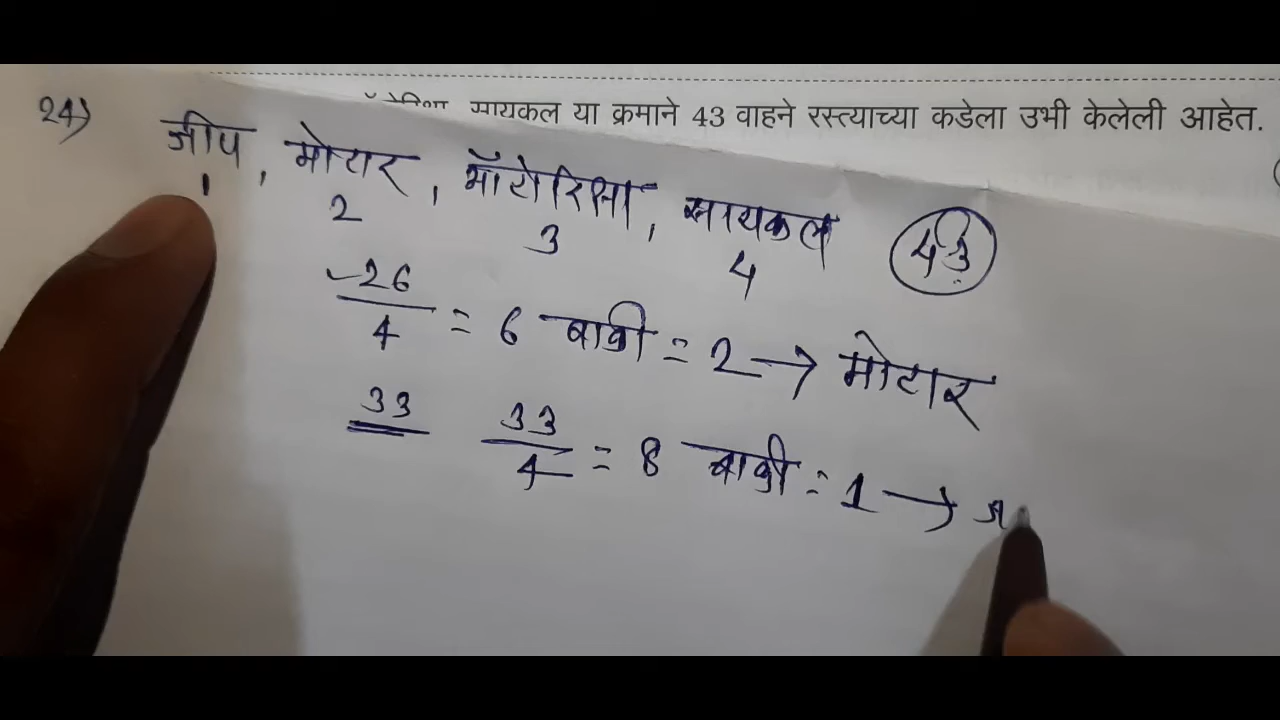 सायकल या क्रमाने 43 वाहने रस्त्याच्या कडेला उभी केलेली आहेत.
24) जीप, मोटार, मॉटोरिक्षा, सायकल (43)
1 2 3 4
26/4 = 6 बाकी = 2 → मोटार
33 33/4 = 8 बाकी = 1 → ज